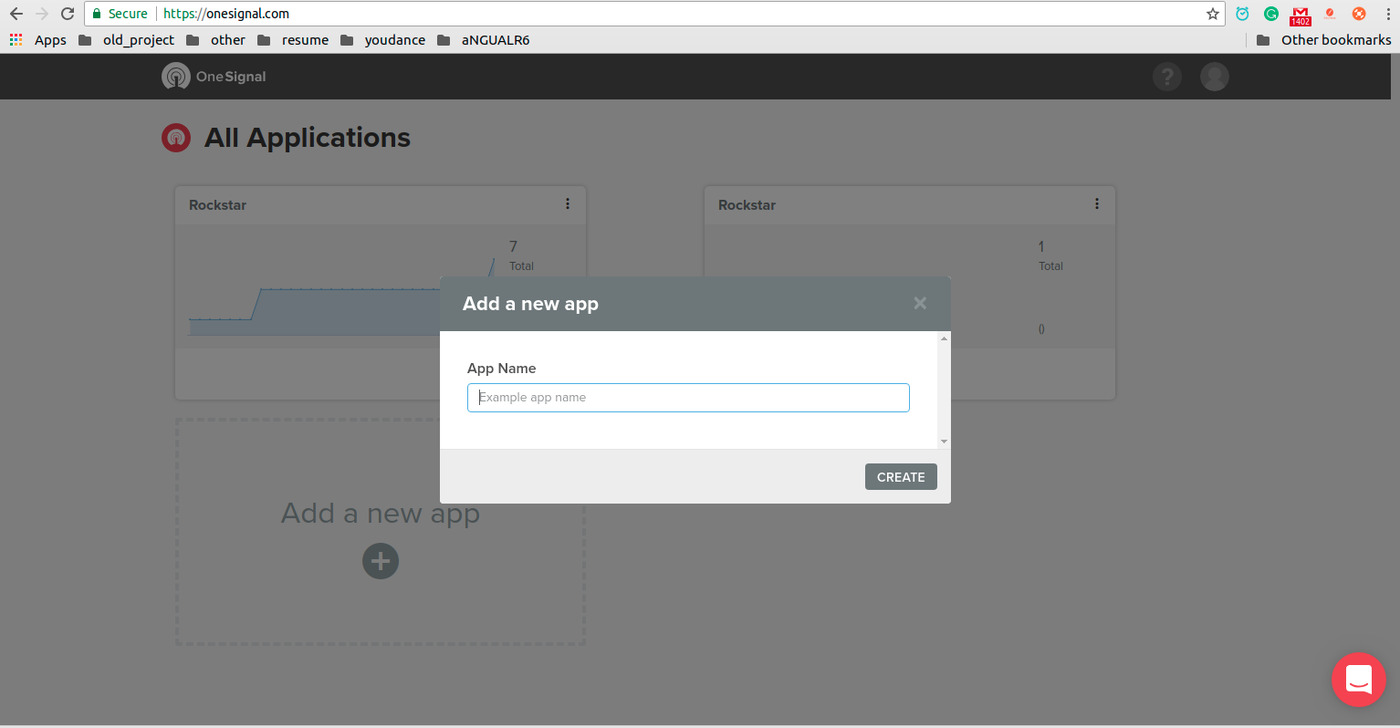 Secure https://onesignal.com
1402
Apps old_project other resume youdance aNGUALR6 Other bookmarks
OneSignal ?
All Applications
Rockstar
7
Total
Rockstar
1
Total
()
Add a new app
App Name
Example app name
CREATE
Add a new app